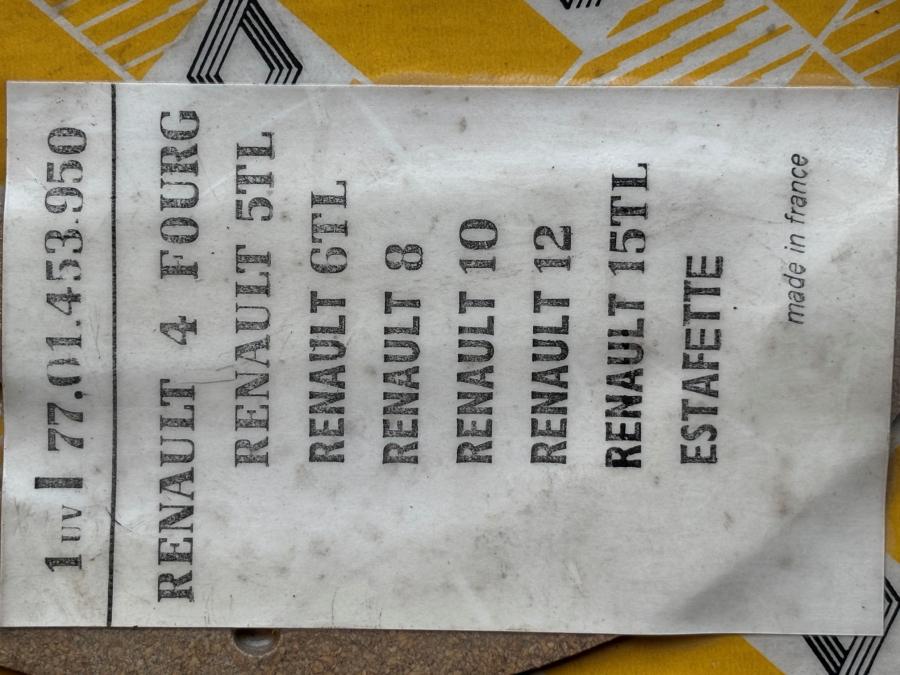 1 UV 77.01.453.950
RENAULT 4 FOURG
RENAULT 5TL
RENAULT 6TL
RENAULT 8
RENAULT 10
RENAULT 12
RENAULT 15TL
ESTAFETTE
made in france